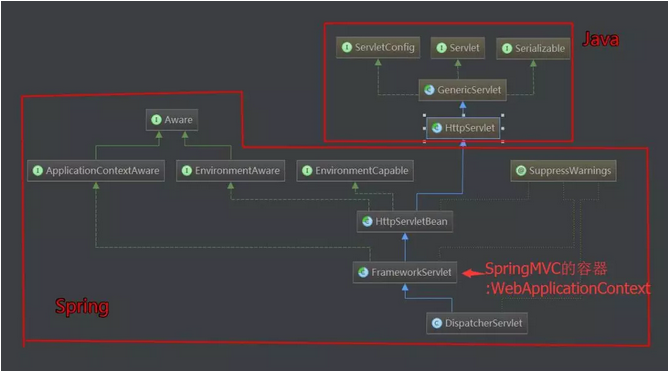 ServletConfig
Servlet
Serializable
Java
GenericServlet
HttpServlet
Aware
ApplicationContextAware
EnvironmentAware
EnvironmentCapable
SuppressWarnings
HttpServletBean
FrameworkServlet
SpringMVC的容器
:WebApplicationContext
Spring
DispatcherServlet